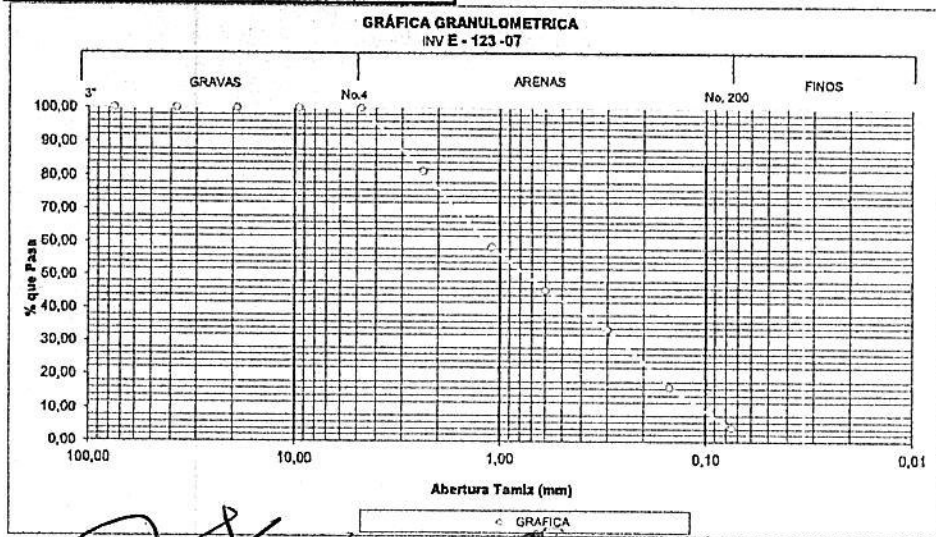 GRÁFICA GRANULOMETRICA
INV E - 123 -07
GRAVAS
ARENAS
FINOS
3"
No.4
No. 200
100,00
90,00
80,00
70,00
60,00
50,00
40,00
30,00
20,00
10,00
0,00
% que Pasa
100,00
10,00
1,00
0,10
0,01
Abertura Tamiz (mm)
GRAFICA